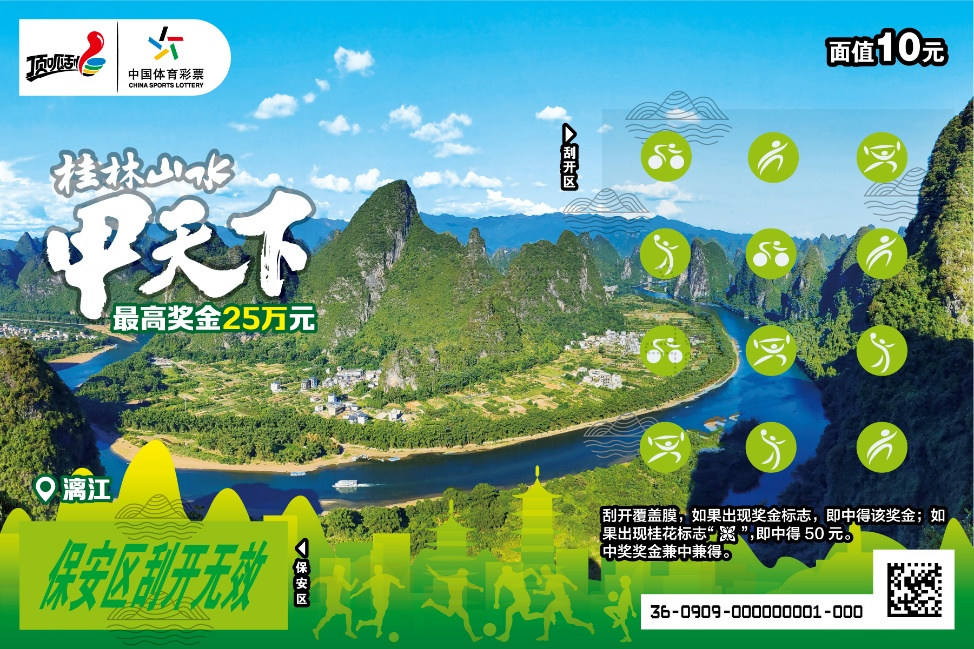 顶呱刮
中国体育彩票
CHINA SPORTS LOTTERY
面值10元
桂林山水
甲天下
最高奖金25万元
刮开区
漓江
保安区刮开无效
保安区
刮开覆盖膜，如果出现奖金标志，即中得该奖金；如
果出现桂花标志“ ”，即中得 50 元。
中奖奖金兼中兼得。
36-0909-000000001-000